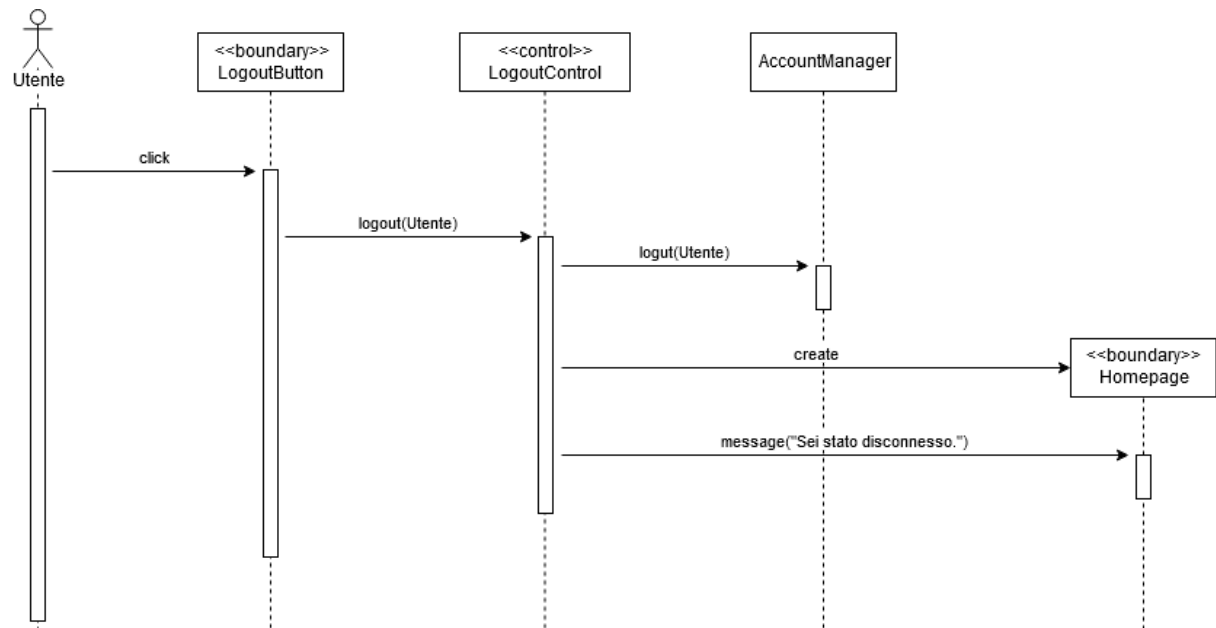 Utente
<<boundary>>
LogoutButton
<<control>>
LogoutControl
AccountManager
click
logout(Utente)
logut(Utente)
create
<<boundary>>
Homepage
message("Sei stato disconnesso.")